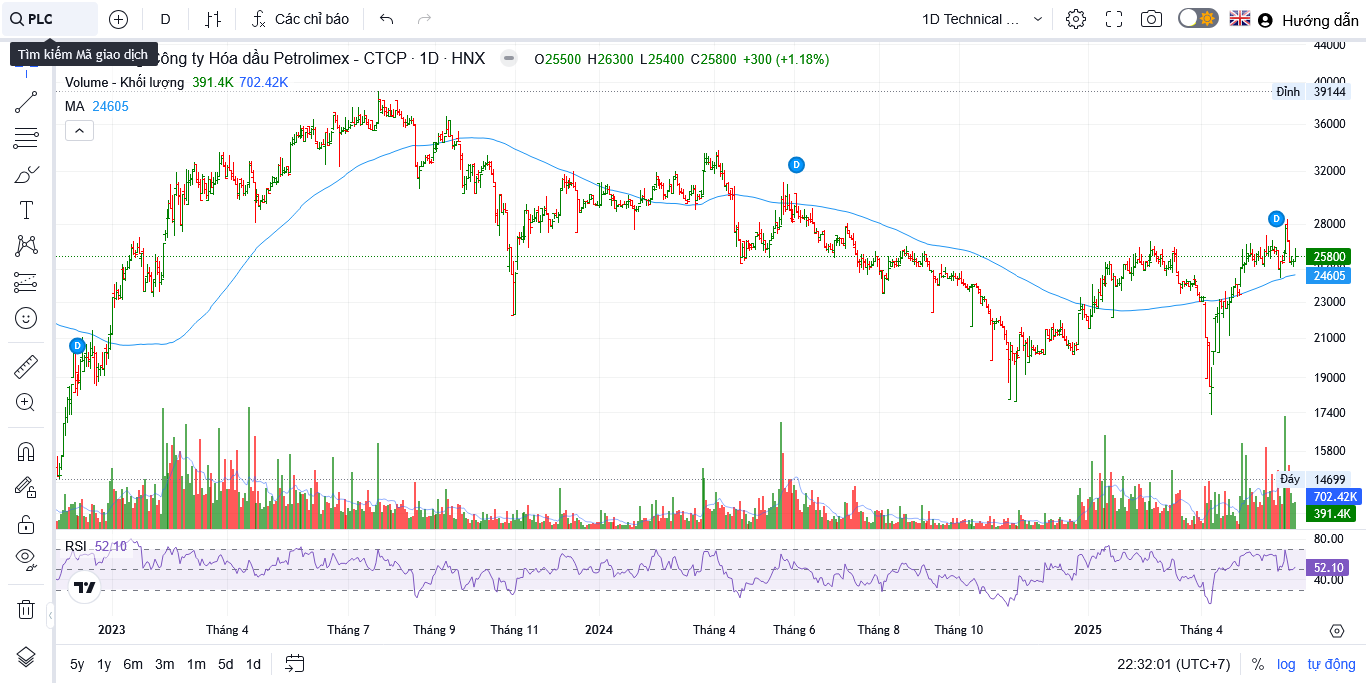 PLC
D
Các chỉ báo
1D Technical ...
Hướng dẫn
Tìm kiếm Mã giao dịch
Công ty Hóa dầu Petrolimex - CTCP · 1D · HNX
O25500 H26300 L25400 C25800 +300 (+1.18%)
Volume - Khối lượng 391.4K 702.42K
MA 24605
44000
40000
Đỉnh 39144
36000
32000
28000
25800
24605
23000
21000
19000
17400
15800
Đáy 14699
702.42K
391.4K
D
D
D
RSI 52.10
80.00
52.10
40.00
2023 Tháng 4 Tháng 7 Tháng 9 Tháng 11 2024 Tháng 4 Tháng 6 Tháng 8 Tháng 10 2025 Tháng 4
5y 1y 6m 3m 1m 5d 1d
22:32:01 (UTC+7) % log tự động